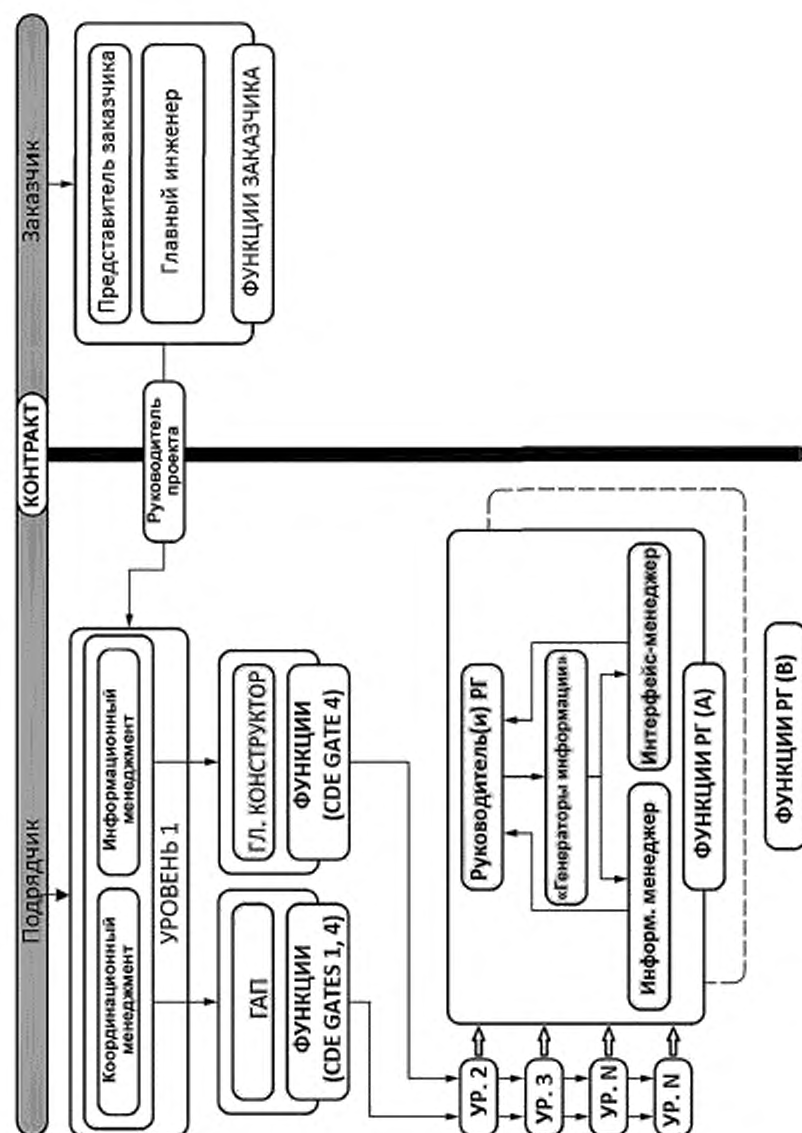 Подрядчик
КОНТРАКТ
Заказчик
Координационный
менеджмент
Информационный
менеджмент
УРОВЕНЬ 1
Руководитель
проекта
Представитель заказчика
Главный инженер
ФУНКЦИИ ЗАКАЗЧИКА
ГАП
ФУНКЦИИ
(CDE GATES 1, 4)
ГЛ. КОНСТРУКТОР
ФУНКЦИИ
(CDE GATE 4)
УР. 2
УР. 3
УР. N
УР. N
Руководитель(и) РГ
«Генераторы информации»
Информ. менеджер
Интерфейс-менеджер
ФУНКЦИИ РГ (А)
ФУНКЦИИ РГ (В)